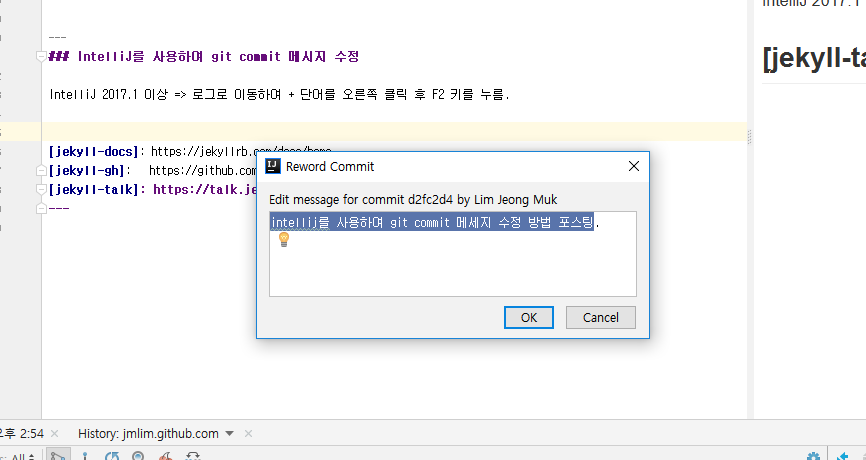 ---
### IntelliJ를 사용하여 git commit 메시지 수정
IntelliJ 2017.1 이상 => 로그로 이동하여 + 단어를 오른쪽 클릭 후 F2 키를 누름.
[jekyll-docs]: https://jekyllrb.com/docs/home
[jekyll-gh]: https://github.com
[jekyll-talk]: https://talk.je
---
IntelliJ 2017.1
[jekyll-ta
Reword Commit
Edit message for commit d2fc2d4 by Lim Jeong Muk
intellij를 사용하여 git commit 메세지 수정 방법 포스팅.
OK Cancel
오후 2:54 History: jmlim.github.com
All